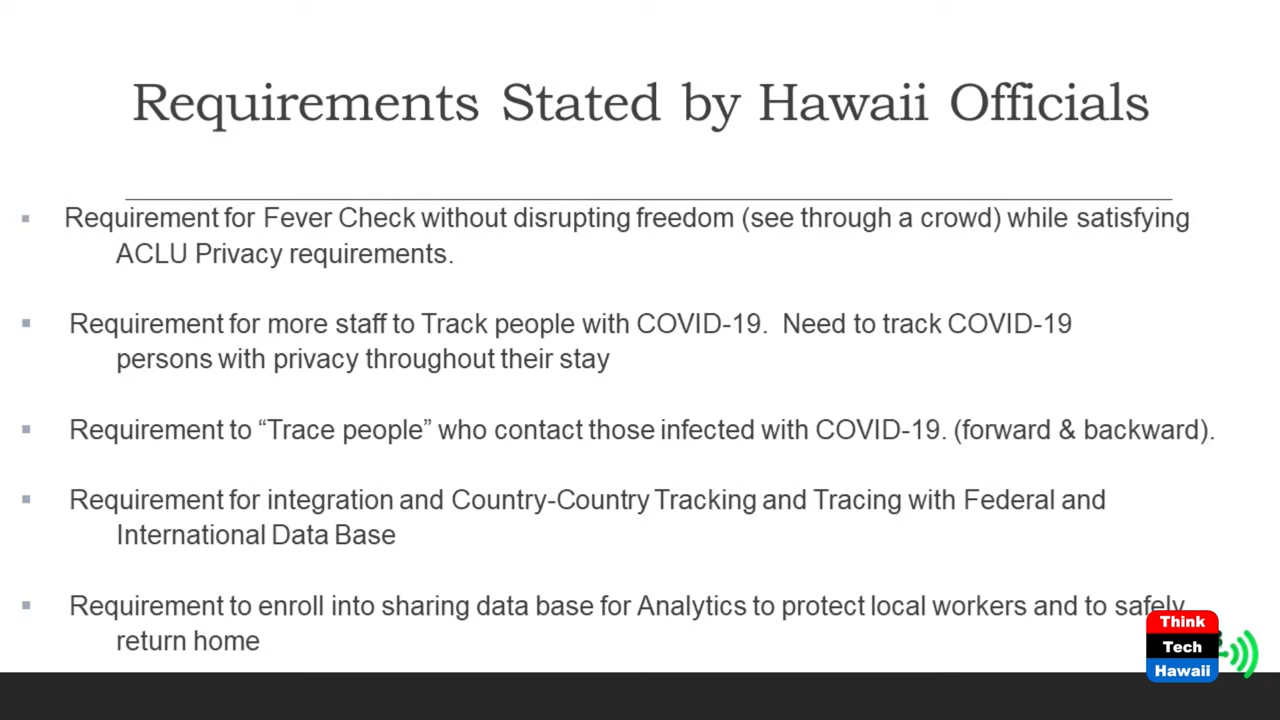 Requirements Stated by Hawaii Officials
▪ Requirement for Fever Check without disrupting freedom (see through a crowd) while satisfying
ACLU Privacy requirements.
▪ Requirement for more staff to Track people with COVID-19. Need to track COVID-19
persons with privacy throughout their stay
▪ Requirement to “Trace people” who contact those infected with COVID-19. (forward & backward).
▪ Requirement for integration and Country-Country Tracking and Tracing with Federal and
International Data Base
▪ Requirement to enroll into sharing data base for Analytics to protect local workers and to safely
return home
Think
Tech
Hawaii